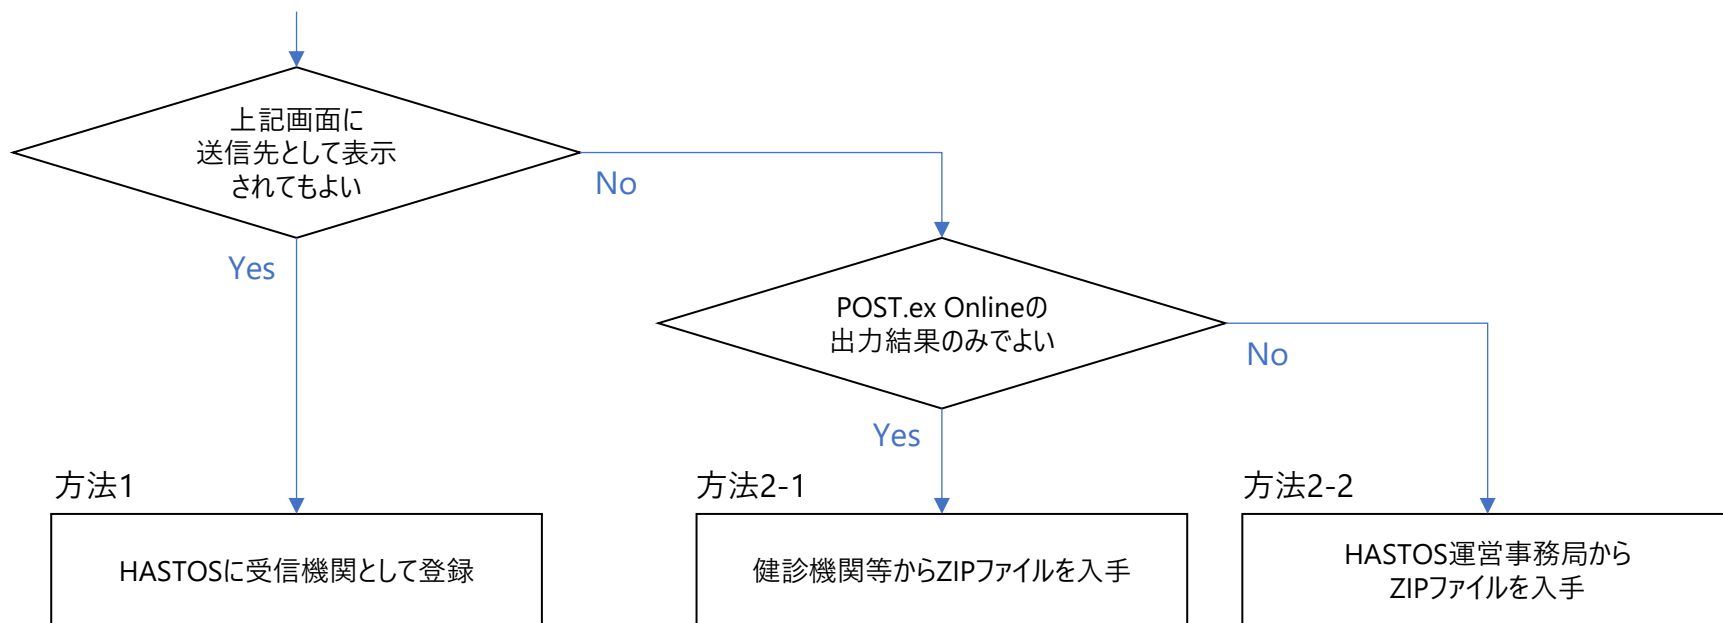 上記画面に
送信先として表示
されてもよい
No
Yes
POST.ex Onlineの
出力結果のみでよい
No
Yes
方法1
方法2-1
方法2-2
HASTOSに受信機関として登録
健診機関等からZIPファイルを入手
HASTOS運営事務局から
ZIPファイルを入手